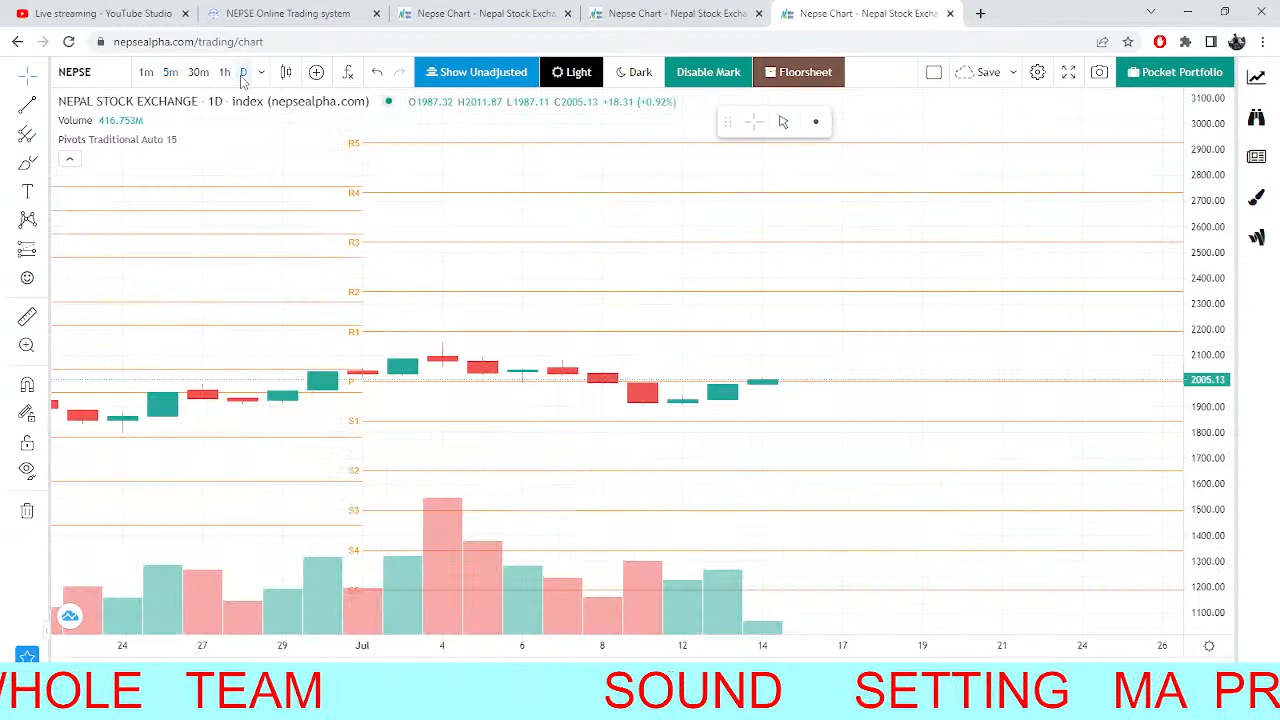 Live streaming - YouTube Studio
NEPSE Online Trading system
Nepse Chart - Nepal Stock Excha
Nepse Chart - Nepal Stock Exchan
Nepse Chart - Nepal Stock Exchan
nepsealpha.com/trading/chart
NEPSE 1m 5m 30m 1h D Show Unadjusted Light Dark Disable Mark Floorsheet Save Pocket Portfolio
NEPAL STOCK EXCHANGE · 1D · index (nepsealpha.com) O1987.32 H2011.87 L1987.11 C2005.13 +18.31 (+0.92%)
Volume 416.753M
Pivots Traditional Auto 15
R5
R4
R3
R2
R1
P
S1
S2
S3
S4
S5
3100.00
3000.00
2900.00
2800.00
2700.00
2600.00
2500.00
2400.00
2300.00
2200.00
2100.00
2005.13
1900.00
1800.00
1700.00
1600.00
1500.00
1400.00
1300.00
1200.00
1100.00
24 27 29 Jul 4 6 8 12 14 17 19 21 24 26
WHOLE TEAM SOUND SETTING MA PR